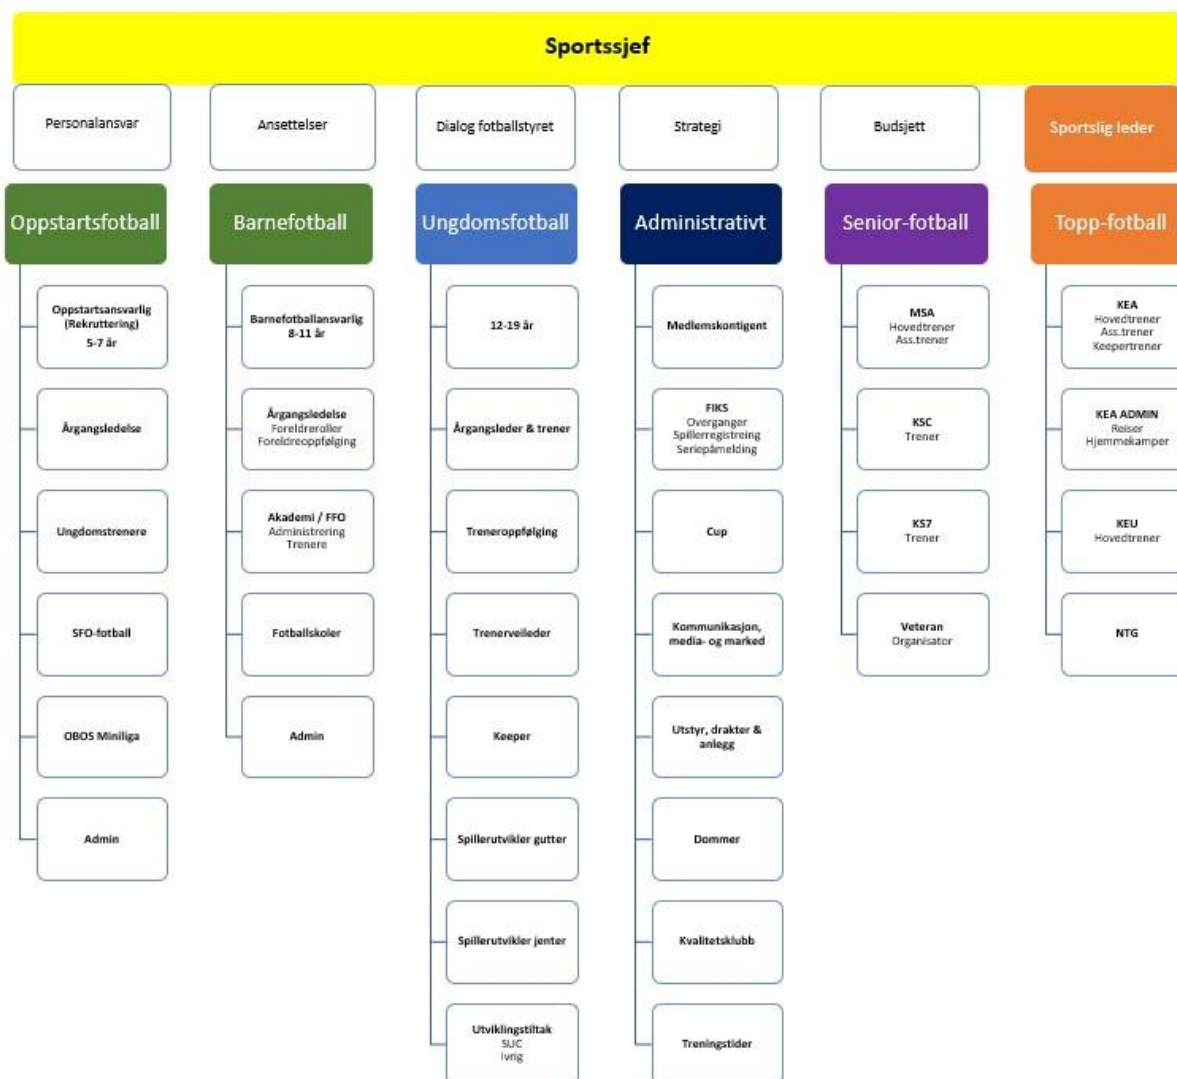 Sportssjef
Personalansvar
Ansettelser
Dialog fotballstyret
Strategi
Budsjett
Sportslig leder
Oppstartsfotball
Oppstartsansvarlig
(Rekruttering)
5-7 år
Årgangsledelse
Ungdomstrenere
SFO-fotball
OBOS Miniliga
Admin
Barnefotball
Barnefotballansvarlig
8-11 år
Årgangsledelse
Foreldreroller
Foreldreoppfølging
Akademi / FFO
Administrering
Trenere
Fotballskoler
Admin
Ungdomsfotball
12-19 år
Årgangsleder & trener
Treneroppfølging
Trenerveileder
Keeper
Spillerutvikler gutter
Spillerutvikler jenter
Utviklingstiltak
SUC
Ivrig
Administrativt
Medlemskontigent
FIKS
Overganger
Spillerregistreing
Seriepåmelding
Cup
Kommunikasjon,
media- og marked
Utstyr, drakter &
anlegg
Dommer
Kvalitetsklubb
Treningstider
Senior-fotball
MSA
Hovedtrener
Ass.trener
KSC
Trener
KS7
Trener
Veteran
Organisator
Topp-fotball
KEA
Hovedtrener
Ass.trener
Keepertrener
KEA ADMIN
Reiser
Hjemmekamper
KEU
Hovedtrener
NTG